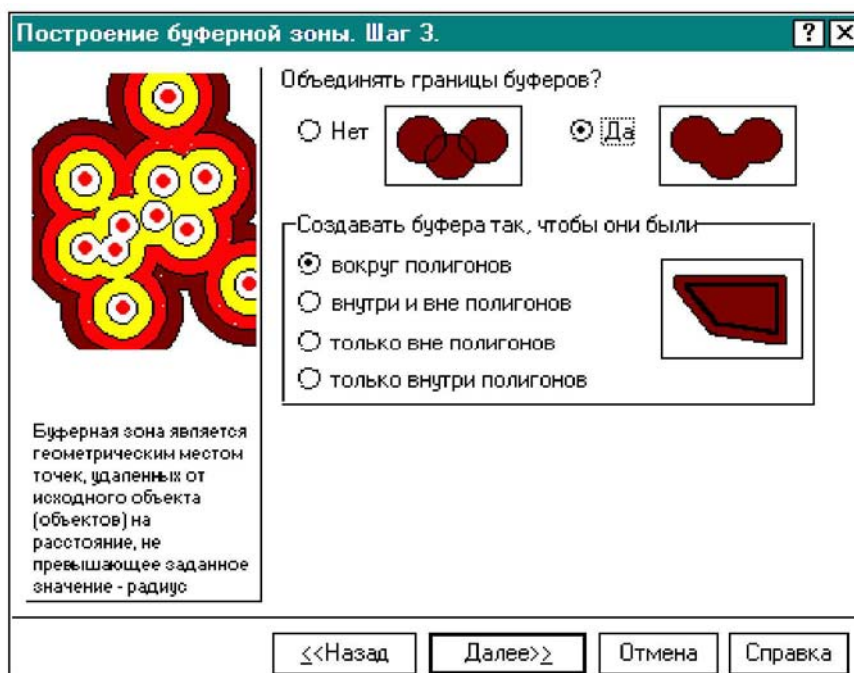 Построение буферной зоны. Шаг 3.
Объединять границы буферов?
Нет
Да
Создавать буфера так, чтобы они были
вокруг полигонов
внутри и вне полигонов
только вне полигонов
только внутри полигонов
Буферная зона является
геометрическим местом
точек, удаленных от
исходного объекта
(объектов) на
расстояние, не
превышающее заданное
значение - радиус
<<Назад
Далее>>
Отмена
Справка